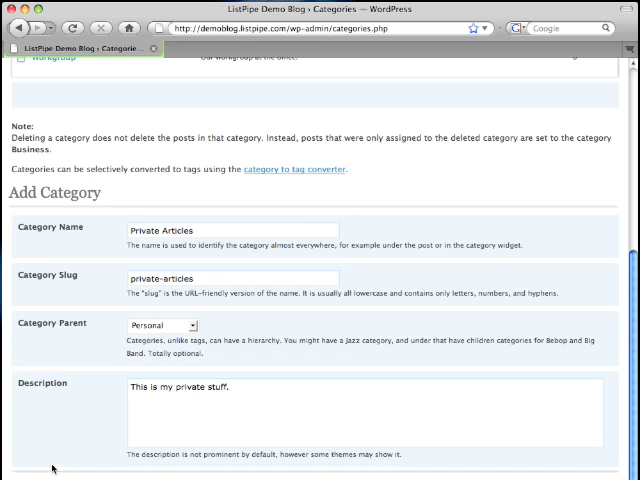 ListPipe Demo Blog › Categories — WordPress
http://demoblog.listpipe.com/wp-admin/categories.php
Google
ListPipe Demo Blog › Categorie...
Workgroup Our workgroup at the office. 0
Note:
Deleting a category does not delete the posts in that category. Instead, posts that were only assigned to the deleted category are set to the category
Business.
Categories can be selectively converted to tags using the category to tag converter.
Add Category
Category Name
Private Articles
The name is used to identify the category almost everywhere, for example under the post or in the category widget.
Category Slug
private-articles
The "slug" is the URL-friendly version of the name. It is usually all lowercase and contains only letters, numbers, and hyphens.
Category Parent
Personal
Categories, unlike tags, can have a hierarchy. You might have a Jazz category, and under that have children categories for Bebop and Big
Band. Totally optional.
Description
This is my private stuff.
The description is not prominent by default, however some themes may show it.